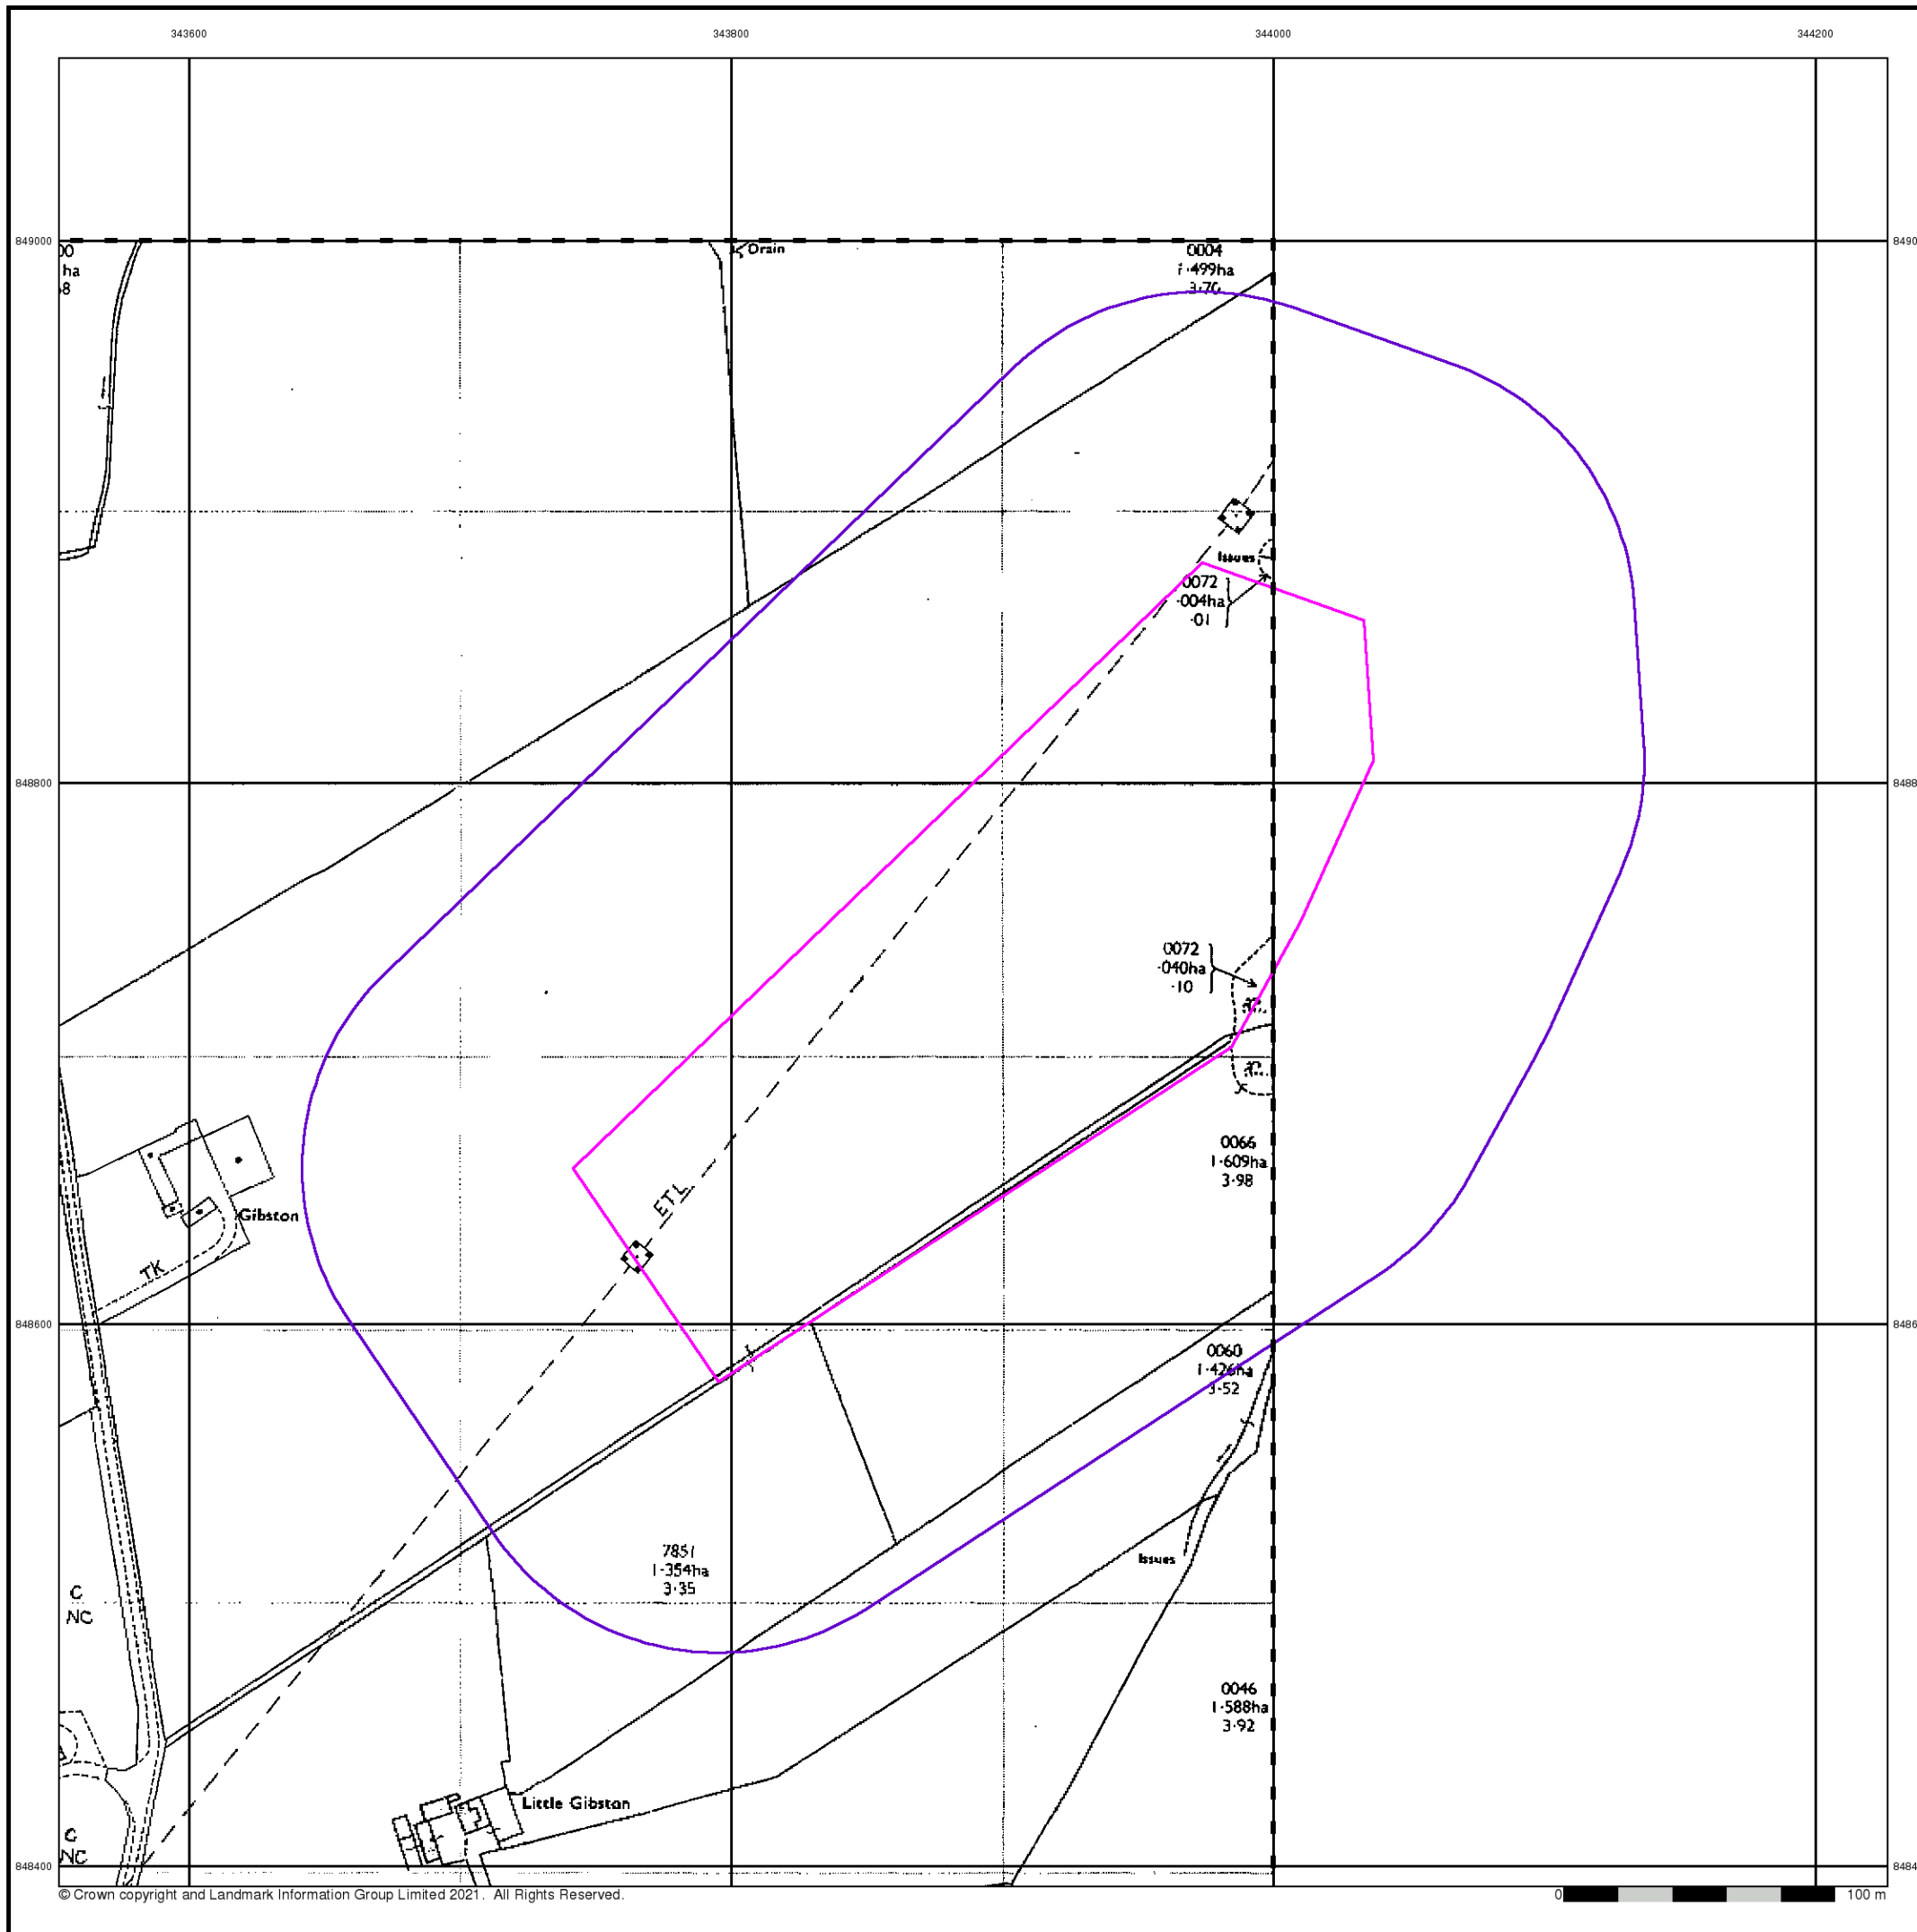 343600 343800 344000 344200
849000
Drain
0004
1·499ha
3·70
ha
Issues
0072
·004ha
·01
848800
0072
·040ha
·10
0066
1·609ha
3·98
Gibston
ETL
TK
848600
0060
1·426ha
3·52
Issues
7851
1·354ha
3·35
C
NC
0046
1·588ha
3·92
Little Gibston
C
NC
848400
© Crown copyright and Landmark Information Group Limited 2021. All Rights Reserved.
0 100 m